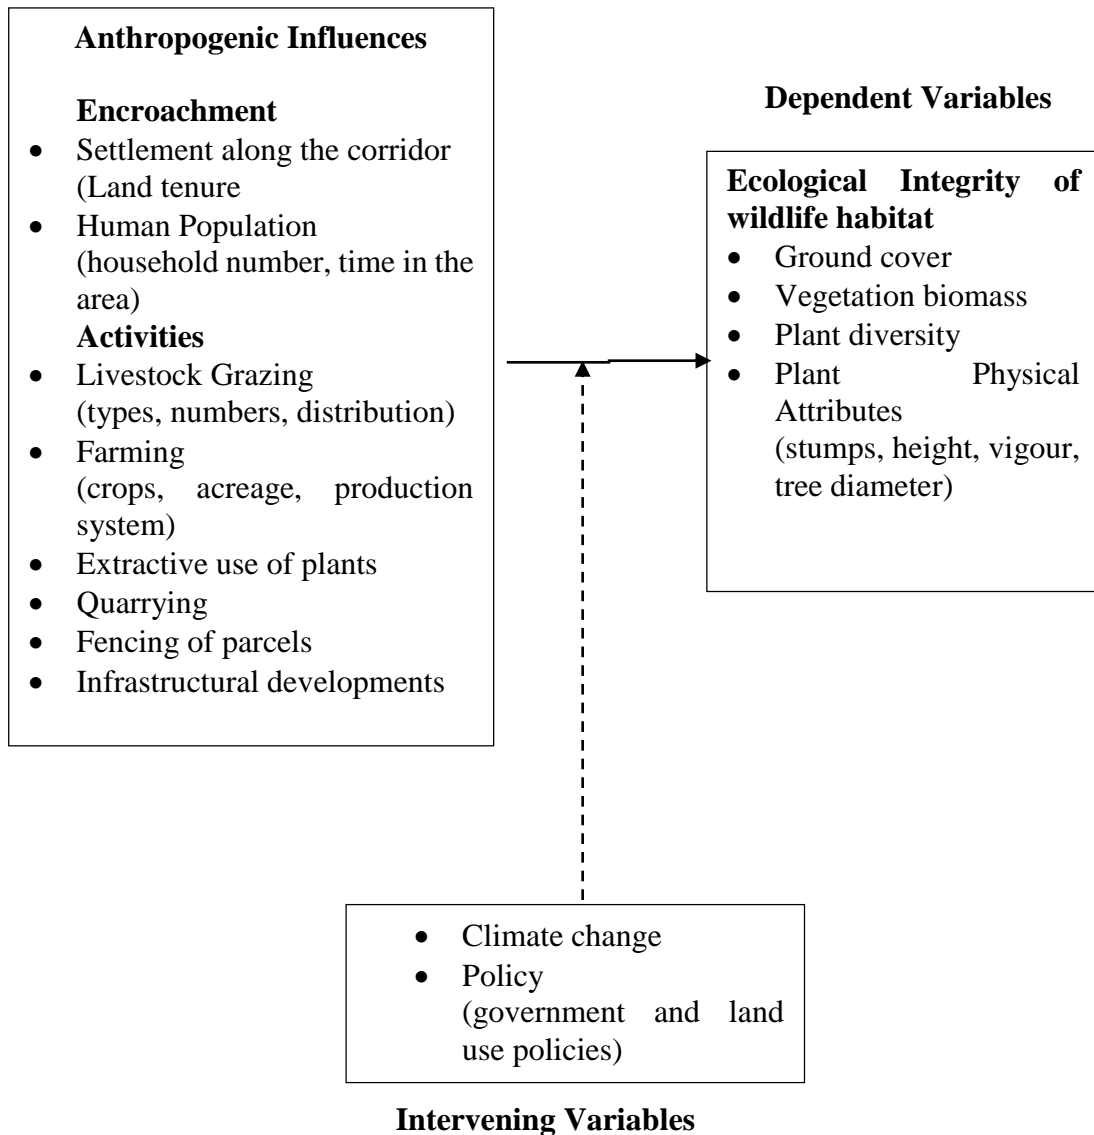 Anthropogenic Influences
Encroachment
• Settlement along the corridor
(Land tenure
• Human Population
(household number, time in the
area)
Activities
• Livestock Grazing
(types, numbers, distribution)
• Farming
(crops, acreage, production
system)
• Extractive use of plants
• Quarrying
• Fencing of parcels
• Infrastructural developments
Dependent Variables
Ecological Integrity of
wildlife habitat
• Ground cover
• Vegetation biomass
• Plant diversity
• Plant Physical
Attributes
(stumps, height, vigour,
tree diameter)
• Climate change
• Policy
(government and land
use policies)
Intervening Variables